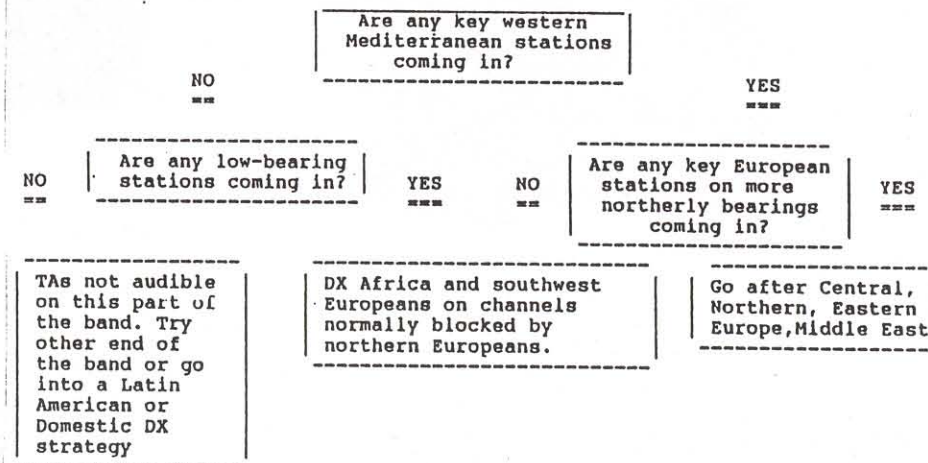 Are any key western
Mediterranean stations
coming in?
NO
==
YES
===
Are any low-bearing
stations coming in?
Are any key European
stations on more
northerly bearings
coming in?
NO
==
YES
===
NO
==
YES
===
TAs not audible
on this part of
the band. Try
other end of
the band or go
into a Latin
American or
Domestic DX
strategy
DX Africa and southwest
Europeans on channels
normally blocked by
northern Europeans.
Go after Central,
Northern, Eastern
Europe,Middle East